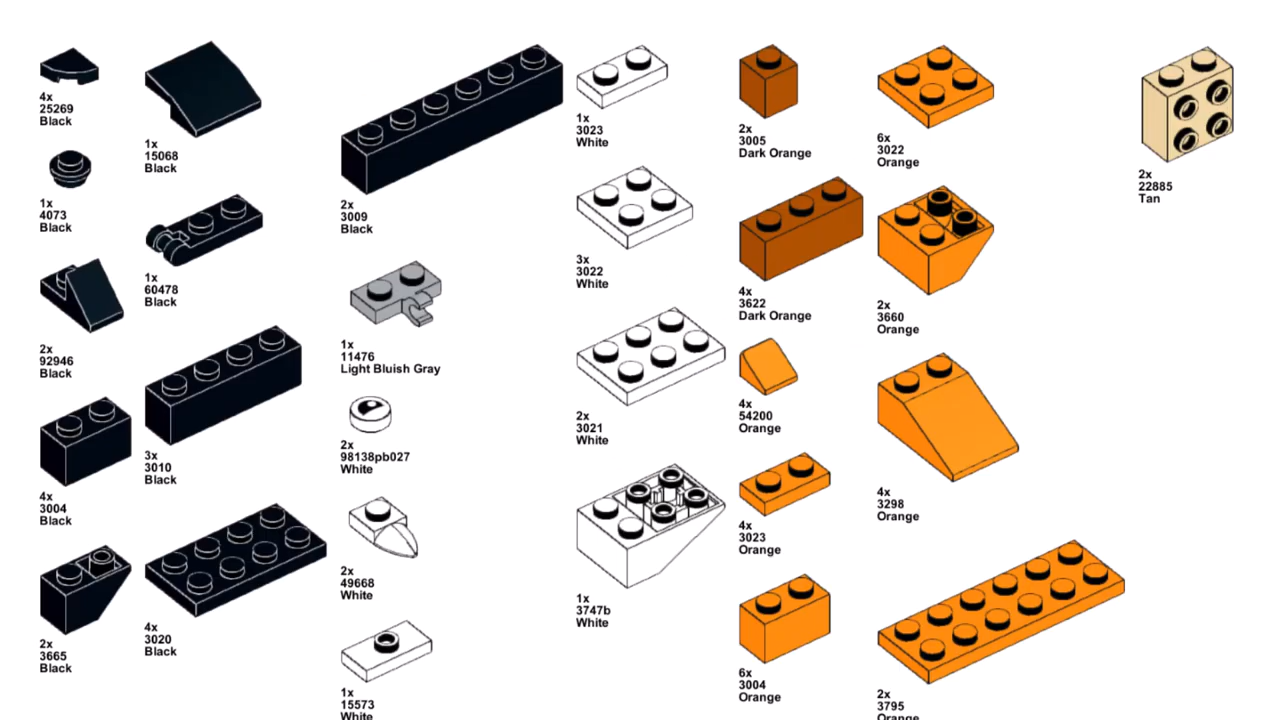 4x
25269
Black
1x
4073
Black
2x
92946
Black
4x
3004
Black
2x
3665
Black
1x
15068
Black
1x
60478
Black
3x
3010
Black
4x
3020
Black
2x
3009
Black
1x
11476
Light Bluish Gray
2x
98138pb027
White
2x
49668
White
1x
15573
White
1x
3023
White
3x
3022
White
2x
3021
White
1x
3747b
White
2x
3005
Dark Orange
4x
3622
Dark Orange
4x
54200
Orange
4x
3023
Orange
6x
3004
Orange
6x
3022
Orange
2x
3660
Orange
4x
3298
Orange
2x
3795
Orange
2x
22885
Tan